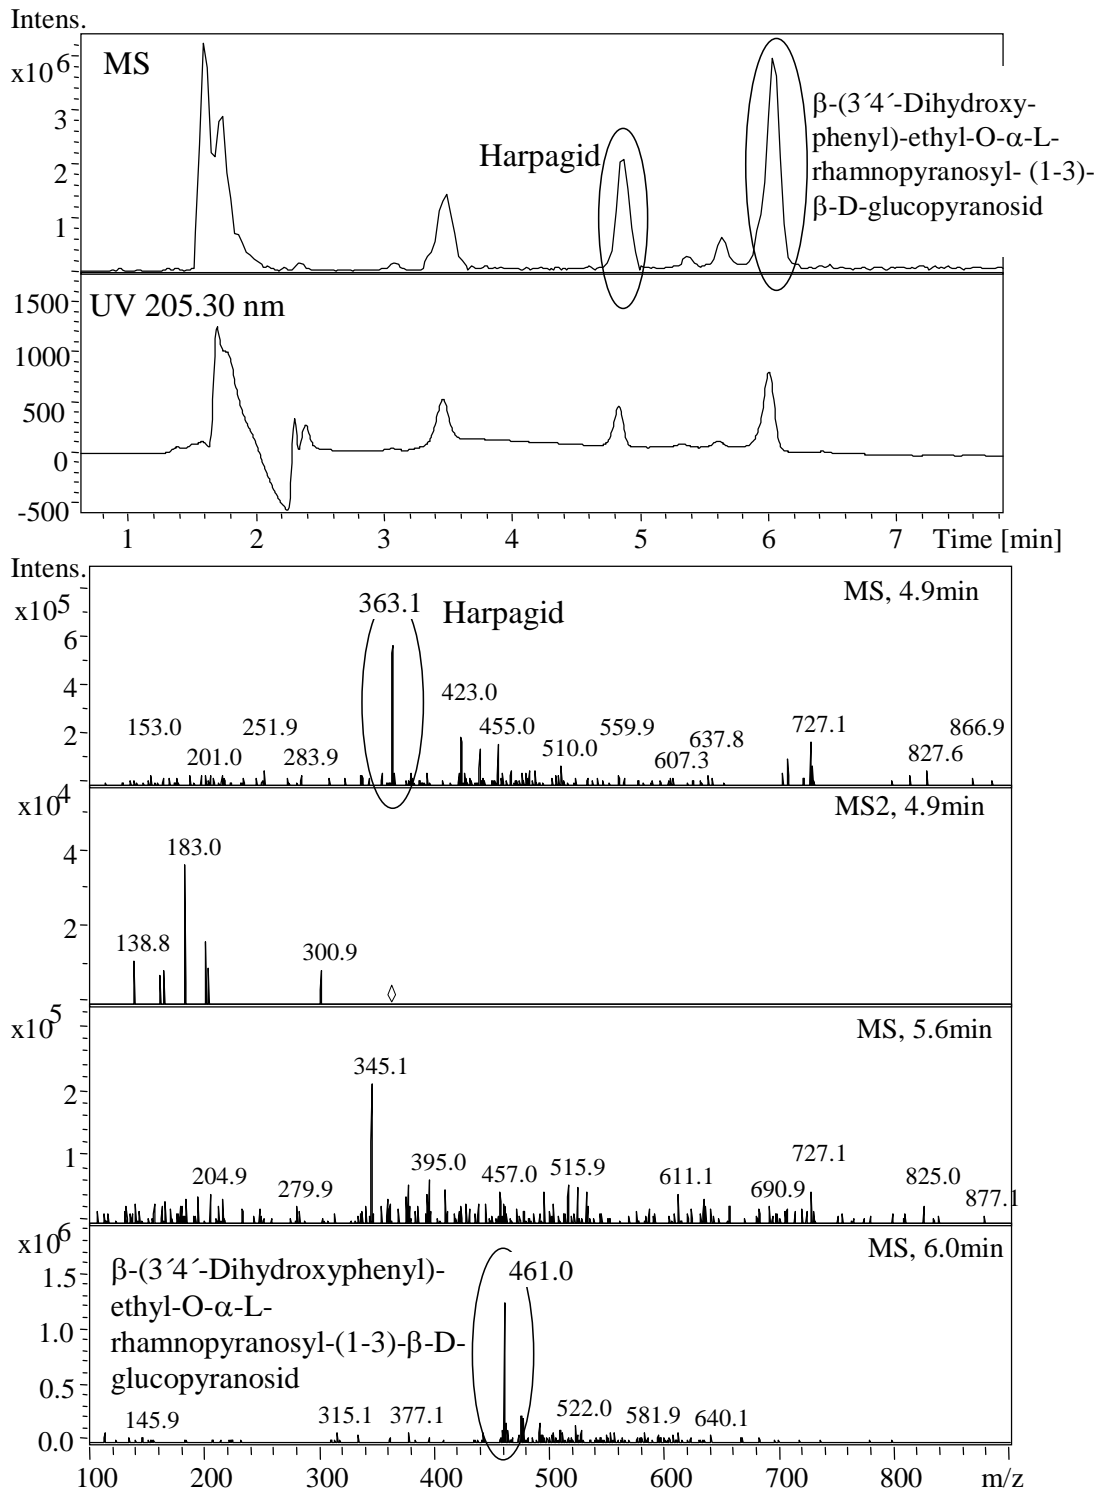 Intens.
x10⁶
MS
3
2
1
Harpagid
β-(3´4´-Dihydroxy-
phenyl)-ethyl-O-α-L-
rhamnopyranosyl- (1-3)-
β-D-glucopyranosid
UV 205.30 nm
1500
1000
500
0
-500
1 2 3 4 5 6 7 Time [min]
Intens.
x10⁵
MS, 4.9min
363.1
Harpagid
6
4
2
423.0
153.0 251.9 455.0 559.9 727.1 866.9
201.0 283.9 510.0 607.3 637.8 827.6
x10⁴
MS2, 4.9min
4
2
183.0
138.8
300.9
x10⁵
MS, 5.6min
345.1
2
1
204.9 279.9 395.0 457.0 515.9 611.1 690.9 727.1 825.0 877.1
x10⁶
MS, 6.0min
β-(3´4´-Dihydroxyphenyl)-
ethyl-O-α-L-
rhamnopyranosyl-(1-3)-β-D-
glucopyranosid
461.0
1.5
1.0
0.5
0.0
145.9 315.1 377.1 522.0 581.9 640.1
100 200 300 400 500 600 700 800 m/z